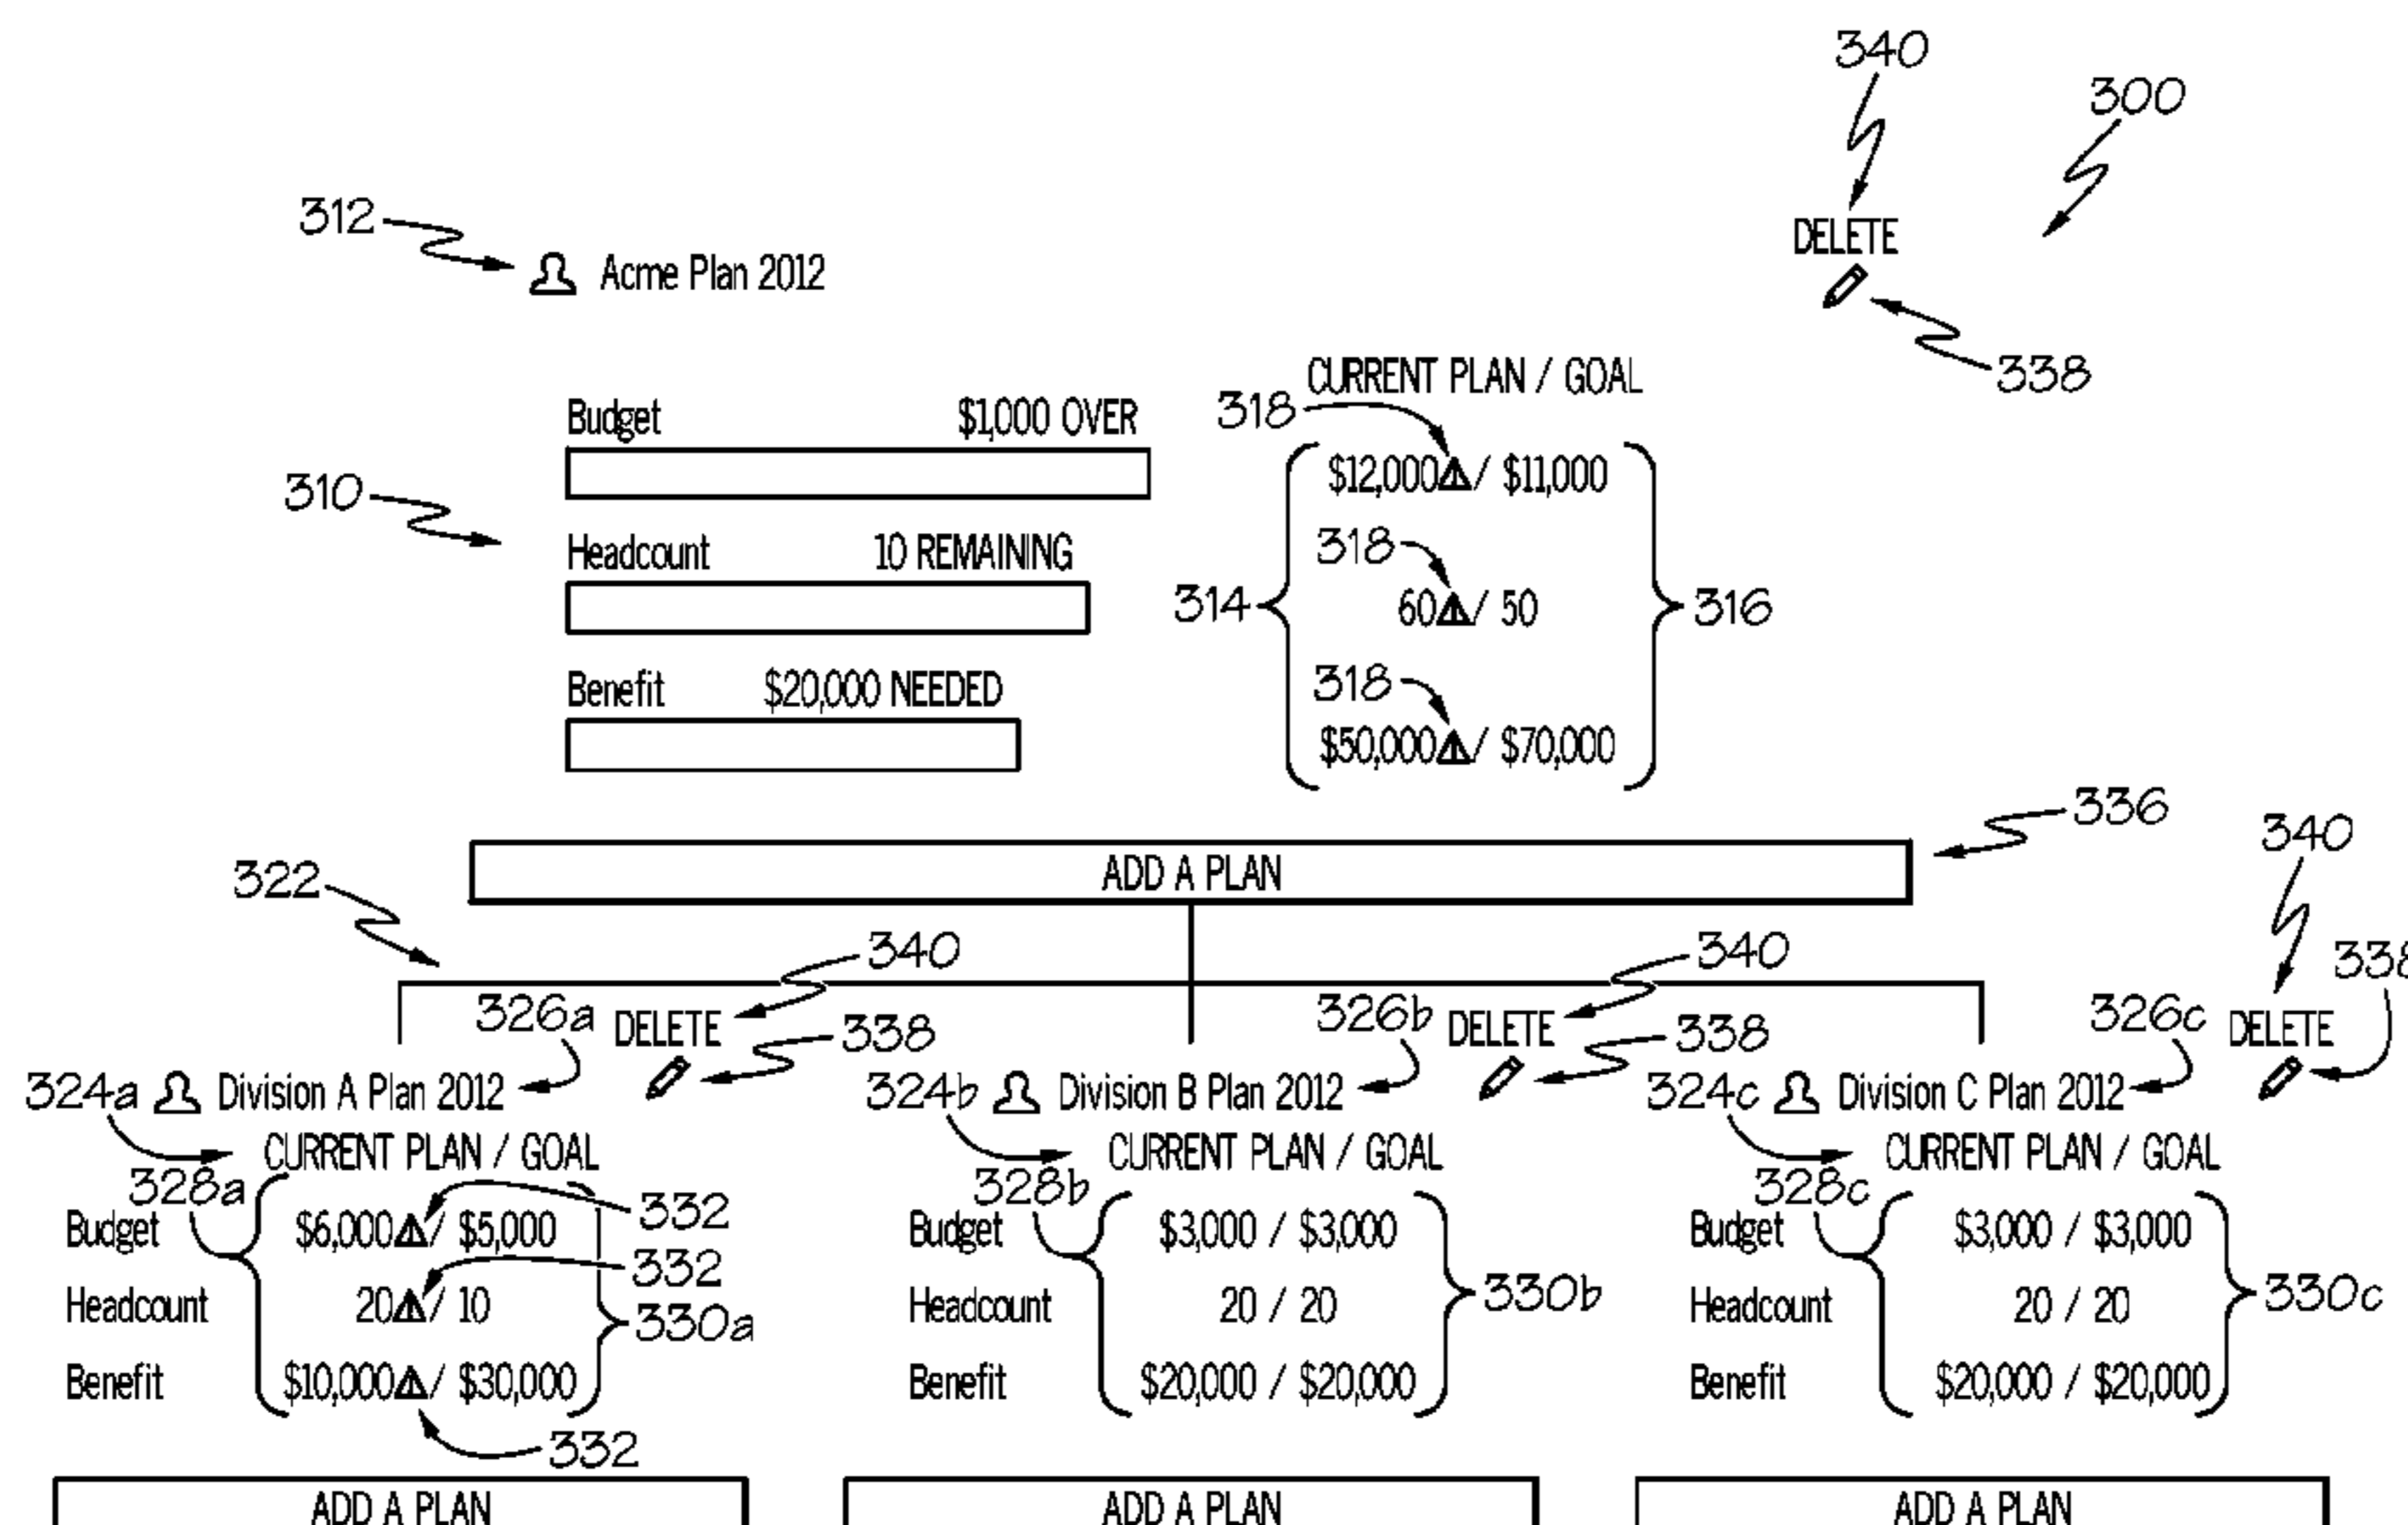 340
300
312
DELETE
Acme Plan 2012
338
CURRENT PLAN / GOAL
Budget $1,000 OVER
318
$12,000 / $11,000
310
Headcount 10 REMAINING
318
314 60 / 50 316
Benefit $20,000 NEEDED
318
$50,000 / $70,000
336
340
ADD A PLAN
322
340 340 338
326a DELETE 326b DELETE 326c DELETE
338 338
324a Division A Plan 2012 324b Division B Plan 2012 324c Division C Plan 2012
CURRENT PLAN / GOAL CURRENT PLAN / GOAL CURRENT PLAN / GOAL
328a 332 328b 328c
Budget $6,000 / $5,000 Budget $3,000 / $3,000 Budget $3,000 / $3,000
332
Headcount 20 / 10 330a Headcount 20 / 20 330b Headcount 20 / 20 330c
Benefit $10,000 / $30,000 Benefit $20,000 / $20,000 Benefit $20,000 / $20,000
332
ADD A PLAN ADD A PLAN ADD A PLAN